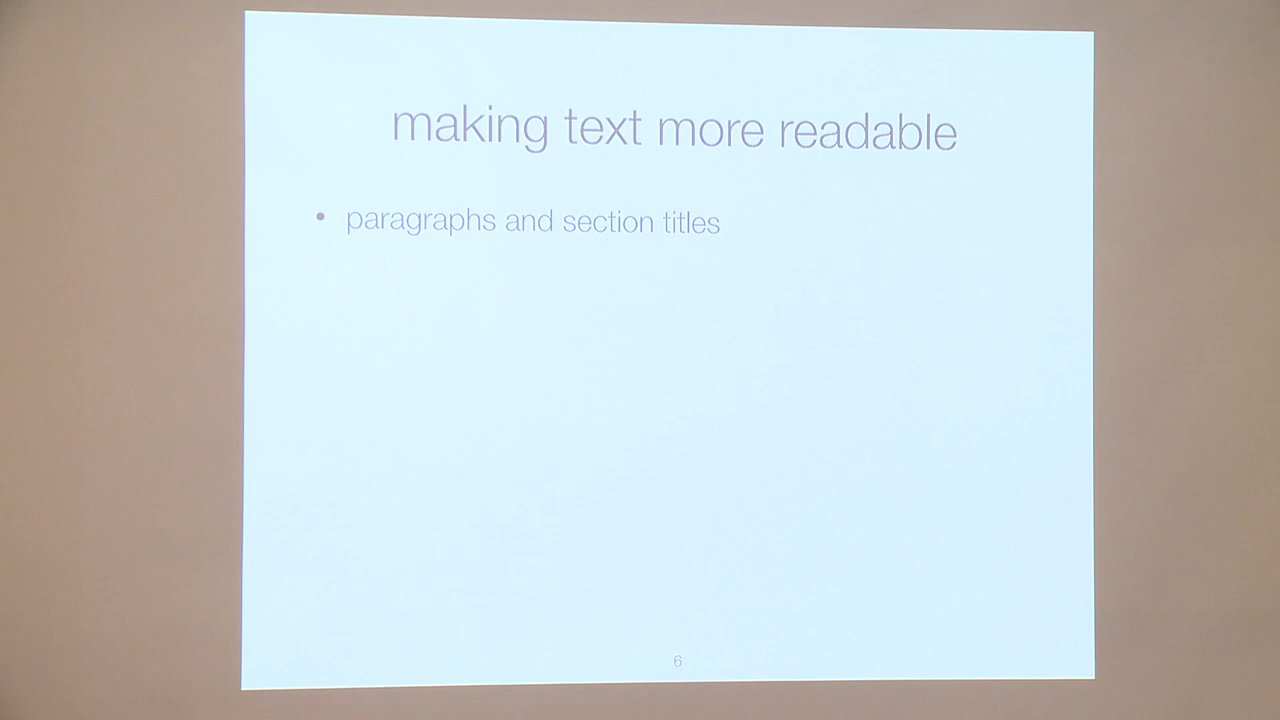 making text more readable
• paragraphs and section titles
6